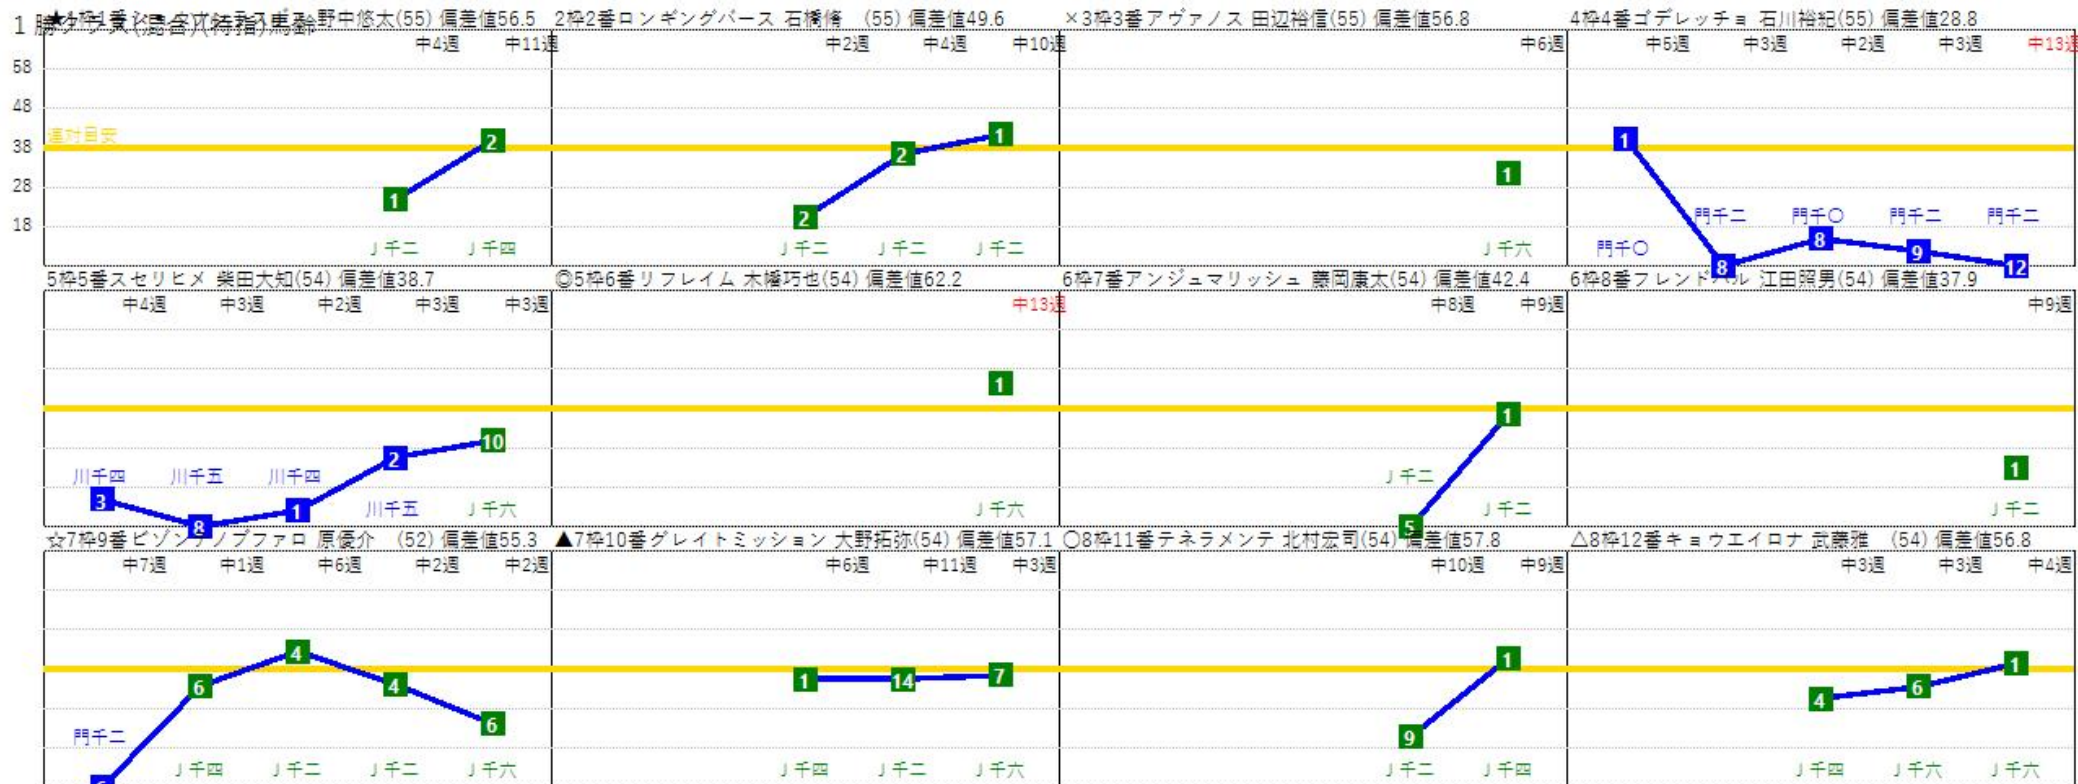 1 勝クラス(混合)(特指)馬齢
★1枠1番 野中悠太(55) 偏差値56.5 2枠2番ロンギングバース 石橋脩 (55) 偏差値49.6 ×3枠3番アヴァノス 田辺裕信(55) 偏差値56.8 4枠4番ゴデレッチョ 石川裕紀(55) 偏差値28.8
中4週 中11週 中2週 中4週 中10週 中6週 中5週 中3週 中2週 中3週 中13週
58
48
連対目安
38
28
18
2 1 1 1
1 2 2
8 8 9 12
門千二 門千〇 門千二 門千二
J千二 J千四 J千二 J千二 J千二 J千六 門千〇
5枠5番スセリヒメ 柴田大知(54) 偏差値38.7 ◎5枠6番リフレイム 木幡巧也(54) 偏差値62.2 6枠7番アンジュマリッシュ 藤岡康太(54) 偏差値42.4 6枠8番フレンドパル 江田照男(54) 偏差値37.9
中4週 中3週 中2週 中3週 中3週 中13週 中8週 中9週 中9週
1
1
10
2 1
川千四 川千五 川千四 J千二
3 8 1 5
川千五 J千六 J千六 J千二 J千二
☆7枠9番ビゾンテノブファロ 原優介 (52) 偏差値55.3 ▲7枠10番グレイトミッション 大野拓弥(54) 偏差値57.1 〇8枠11番テネラメンテ 北村宏司(54) 偏差値57.8 △8枠12番キョウエイロナ 武藤雅 (54) 偏差値56.8
中7週 中1週 中6週 中2週 中2週 中6週 中11週 中3週 中10週 中9週 中3週 中3週 中4週
4 1 1
6 4 1 14 7 4 6
6 9
門千二
J千四 J千二 J千二 J千六 J千四 J千二 J千六 J千二 J千四 J千四 J千六 J千六